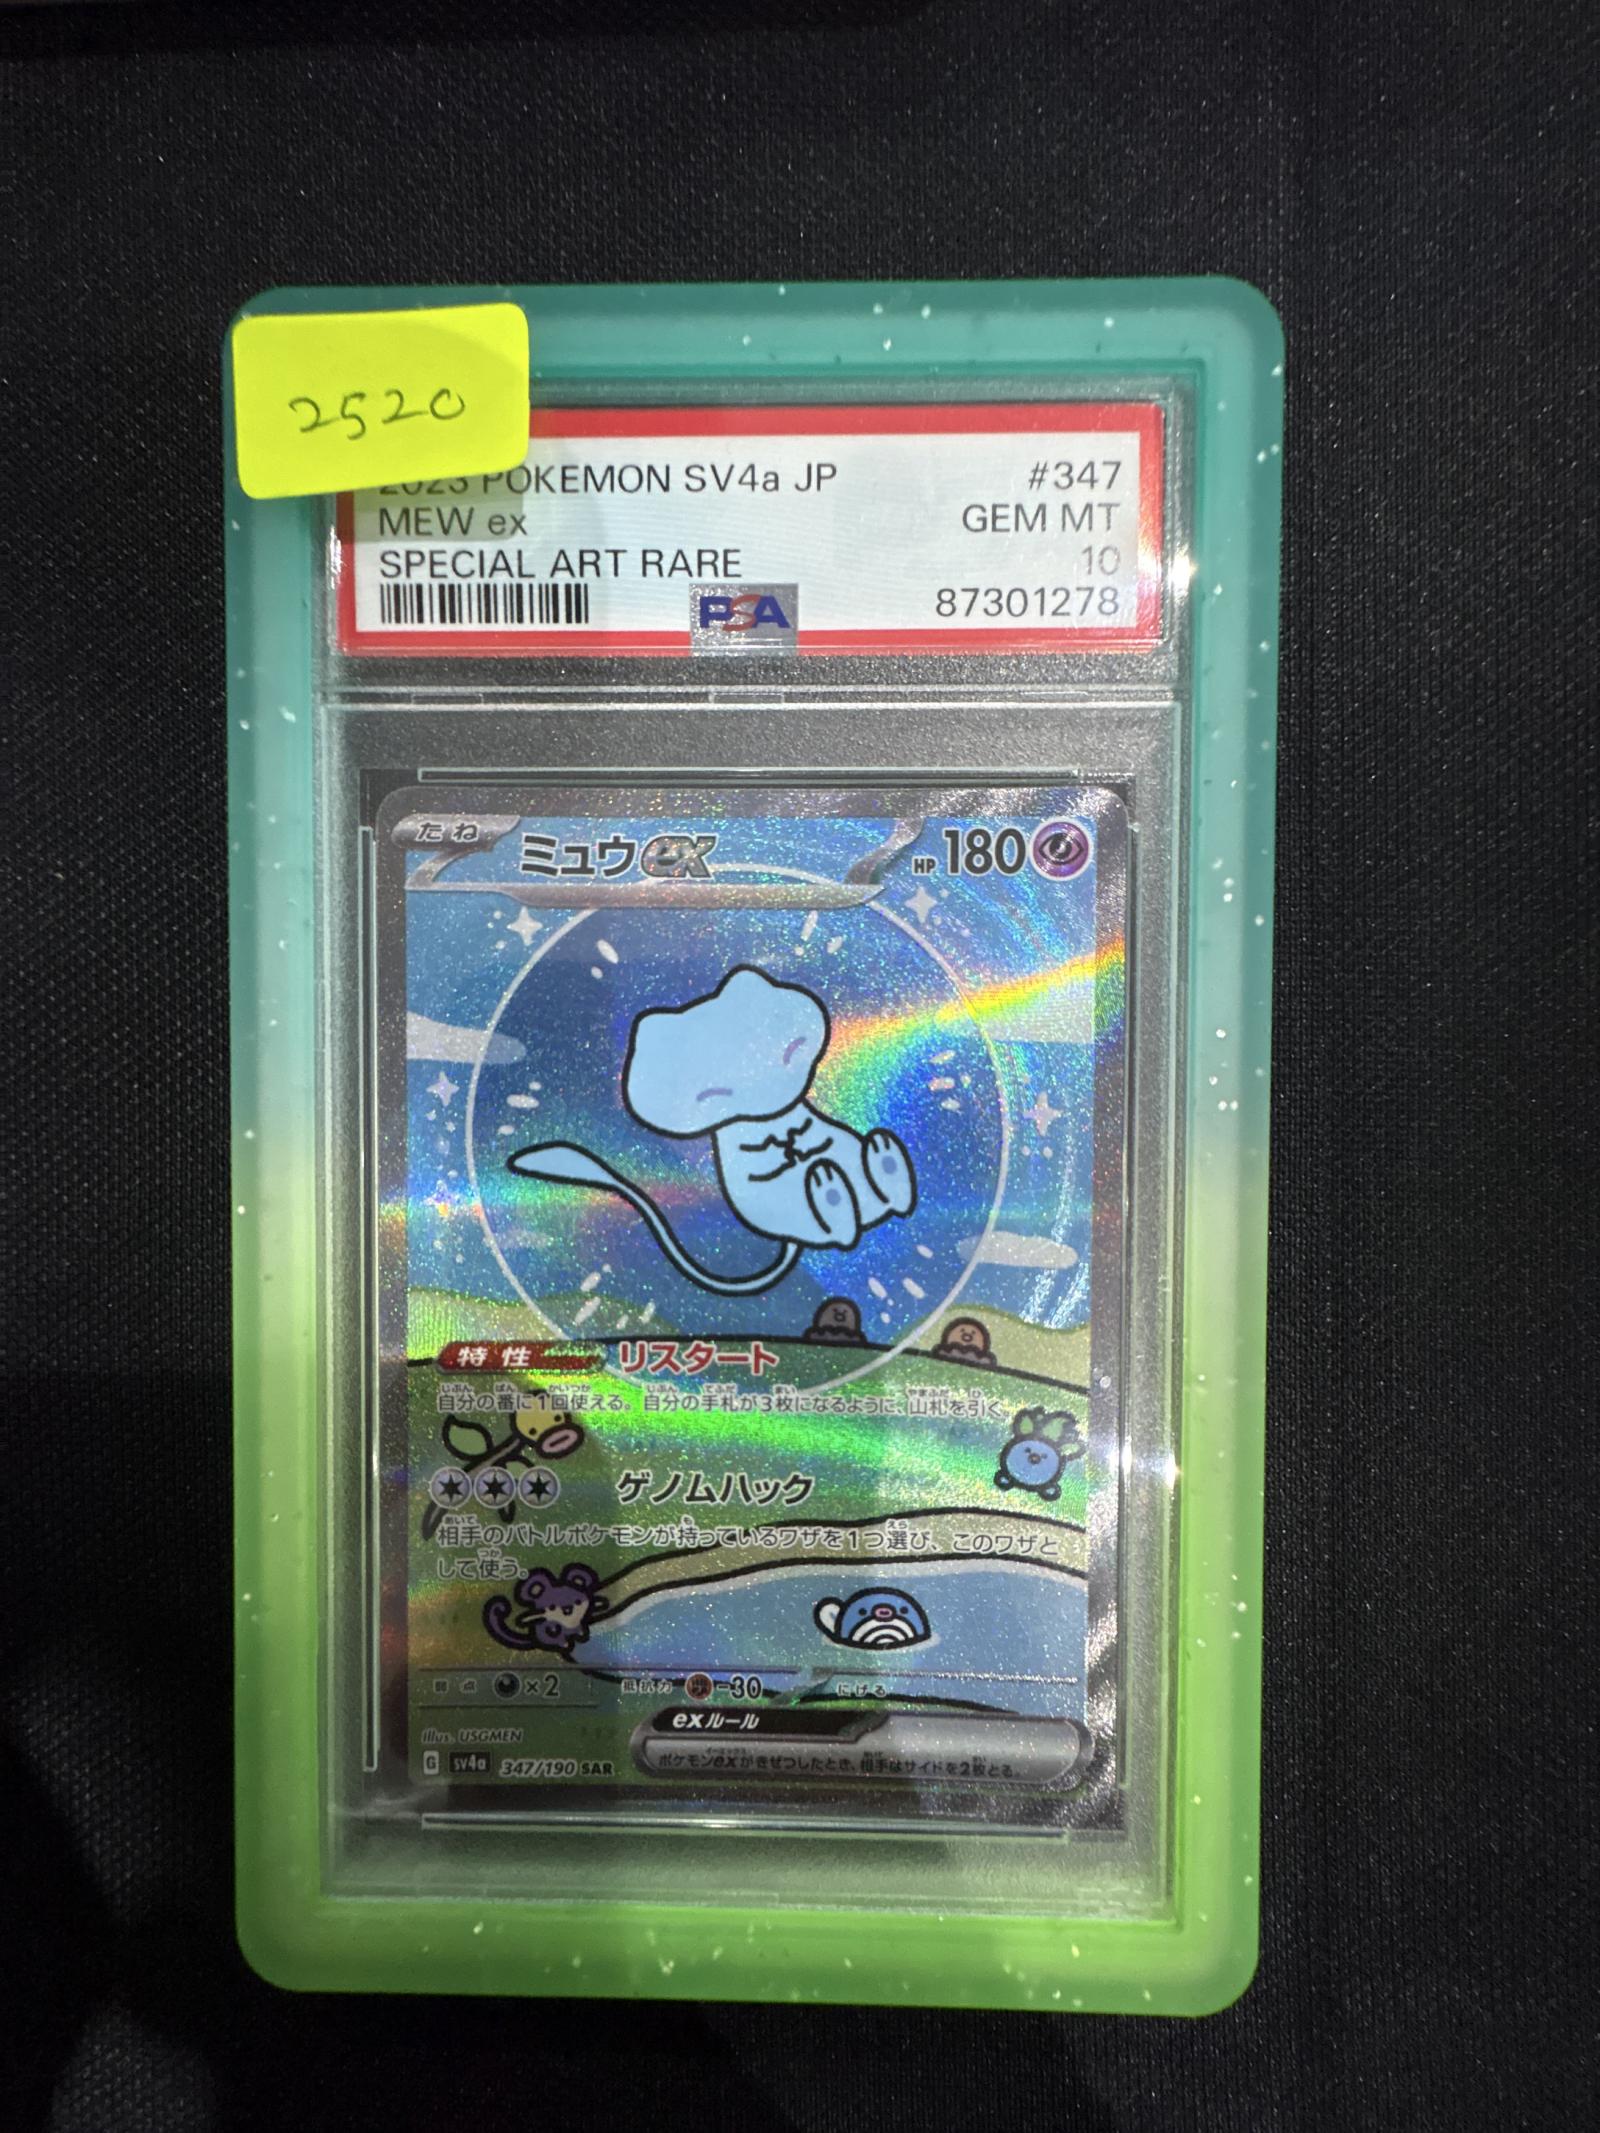 2520
2023 POKEMON SV4a JP #347
MEW ex GEM MT
SPECIAL ART RARE 10
PSA 87301278
たね ミュウex HP 180
特性 リスタート
自分の番に1回使える。自分の手札が3枚になるように、山札を引く。
ゲノムハック
相手のバトルポケモンが持っているワザを1つ選び、このワザと
して使う。
弱点 ×2 抵抗力 -30 にげる
illus. USGMEN
exルール
G sv4a 347/190 SAR
ポケモンexがきぜつしたとき、相手はサイドを2枚とる。